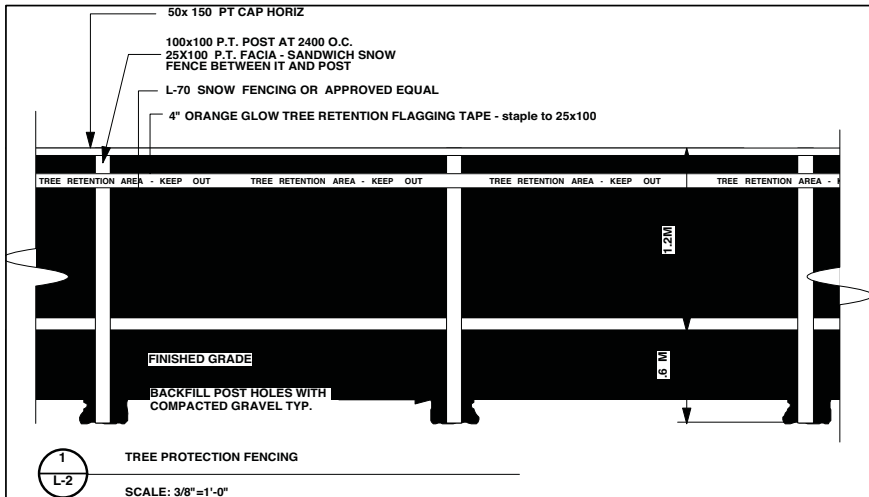 50x 150 PT CAP HORIZ
100x100 P.T. POST AT 2400 O.C.
25X100 P.T. FACIA - SANDWICH SNOW
FENCE BETWEEN IT AND POST
L-70 SNOW FENCING OR APPROVED EQUAL
4" ORANGE GLOW TREE RETENTION FLAGGING TAPE - staple to 25x100
TREE RETENTION AREA - KEEP OUT TREE RETENTION AREA - KEEP OUT TREE RETENTION AREA - KEEP OUT TREE RETENTION AREA -
1.2M
.6 M
FINISHED GRADE
BACKFILL POST HOLES WITH
COMPACTED GRAVEL TYP.
1
L-2
TREE PROTECTION FENCING
SCALE: 3/8"=1'-0"